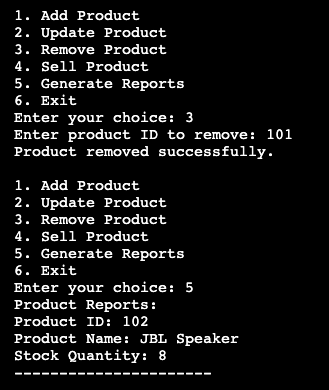 1. Add Product
2. Update Product
3. Remove Product
4. Sell Product
5. Generate Reports
6. Exit
Enter your choice: 3
Enter product ID to remove: 101
Product removed successfully.
1. Add Product
2. Update Product
3. Remove Product
4. Sell Product
5. Generate Reports
6. Exit
Enter your choice: 5
Product Reports:
Product ID: 102
Product Name: JBL Speaker
Stock Quantity: 8
----------------------